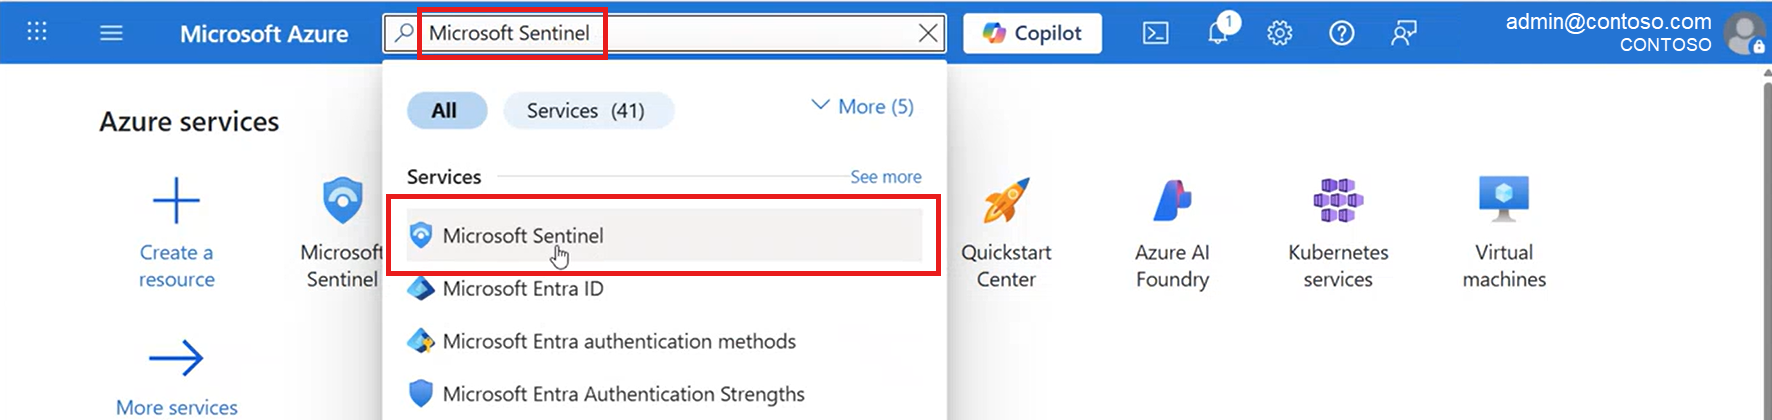 Microsoft Azure
Microsoft Sentinel
Copilot
1
admin@contoso.com
CONTOSO
Azure services
All
Services (41)
More (5)
Services
See more
Microsoft Sentinel
Microsoft Entra ID
Microsoft Entra authentication methods
Microsoft Entra Authentication Strengths
Create a
resource
Microsoft
Sentinel
Quickstart
Center
Azure AI
Foundry
Kubernetes
services
Virtual
machines
More services